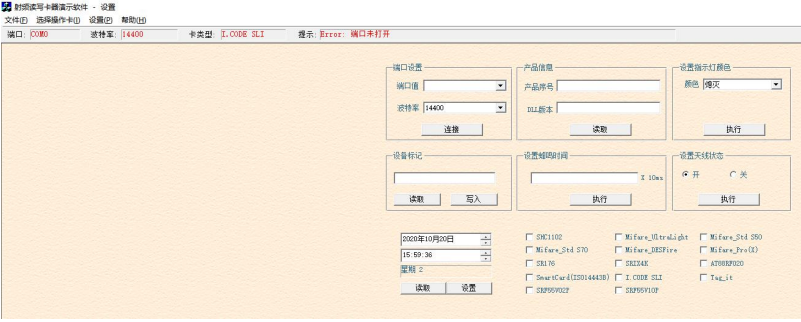 射频读写卡器演示软件 - 设置
文件(F) 选择操作卡(I) 设置(P) 帮助(H)
端口: COM0 波特率: 14400 卡类型: I.CODE SLI 提示: Error: 端口未打开
端口设置 产品信息 设置指示灯颜色
端口值 产品序号 颜色 熄灭
波特率 14400 DLL版本
连接 读取 执行
设备标记 设置蜂鸣时间 设置天线状态
X 10ms 开 关
读取 写入 执行 执行
2020年10月20日 SHC1102 Mifare_UltraLight Mifare_Std S50
Mifare_Std S70 Mifare_DESFire Mifare_Pro(X)
15:59:36 SR176 SRIX4K AT88RF020
星期 2 SmartCard(ISO14443B) I.CODE SLI Tag_it
读取 设置 SRF55V02P SRF55V10P